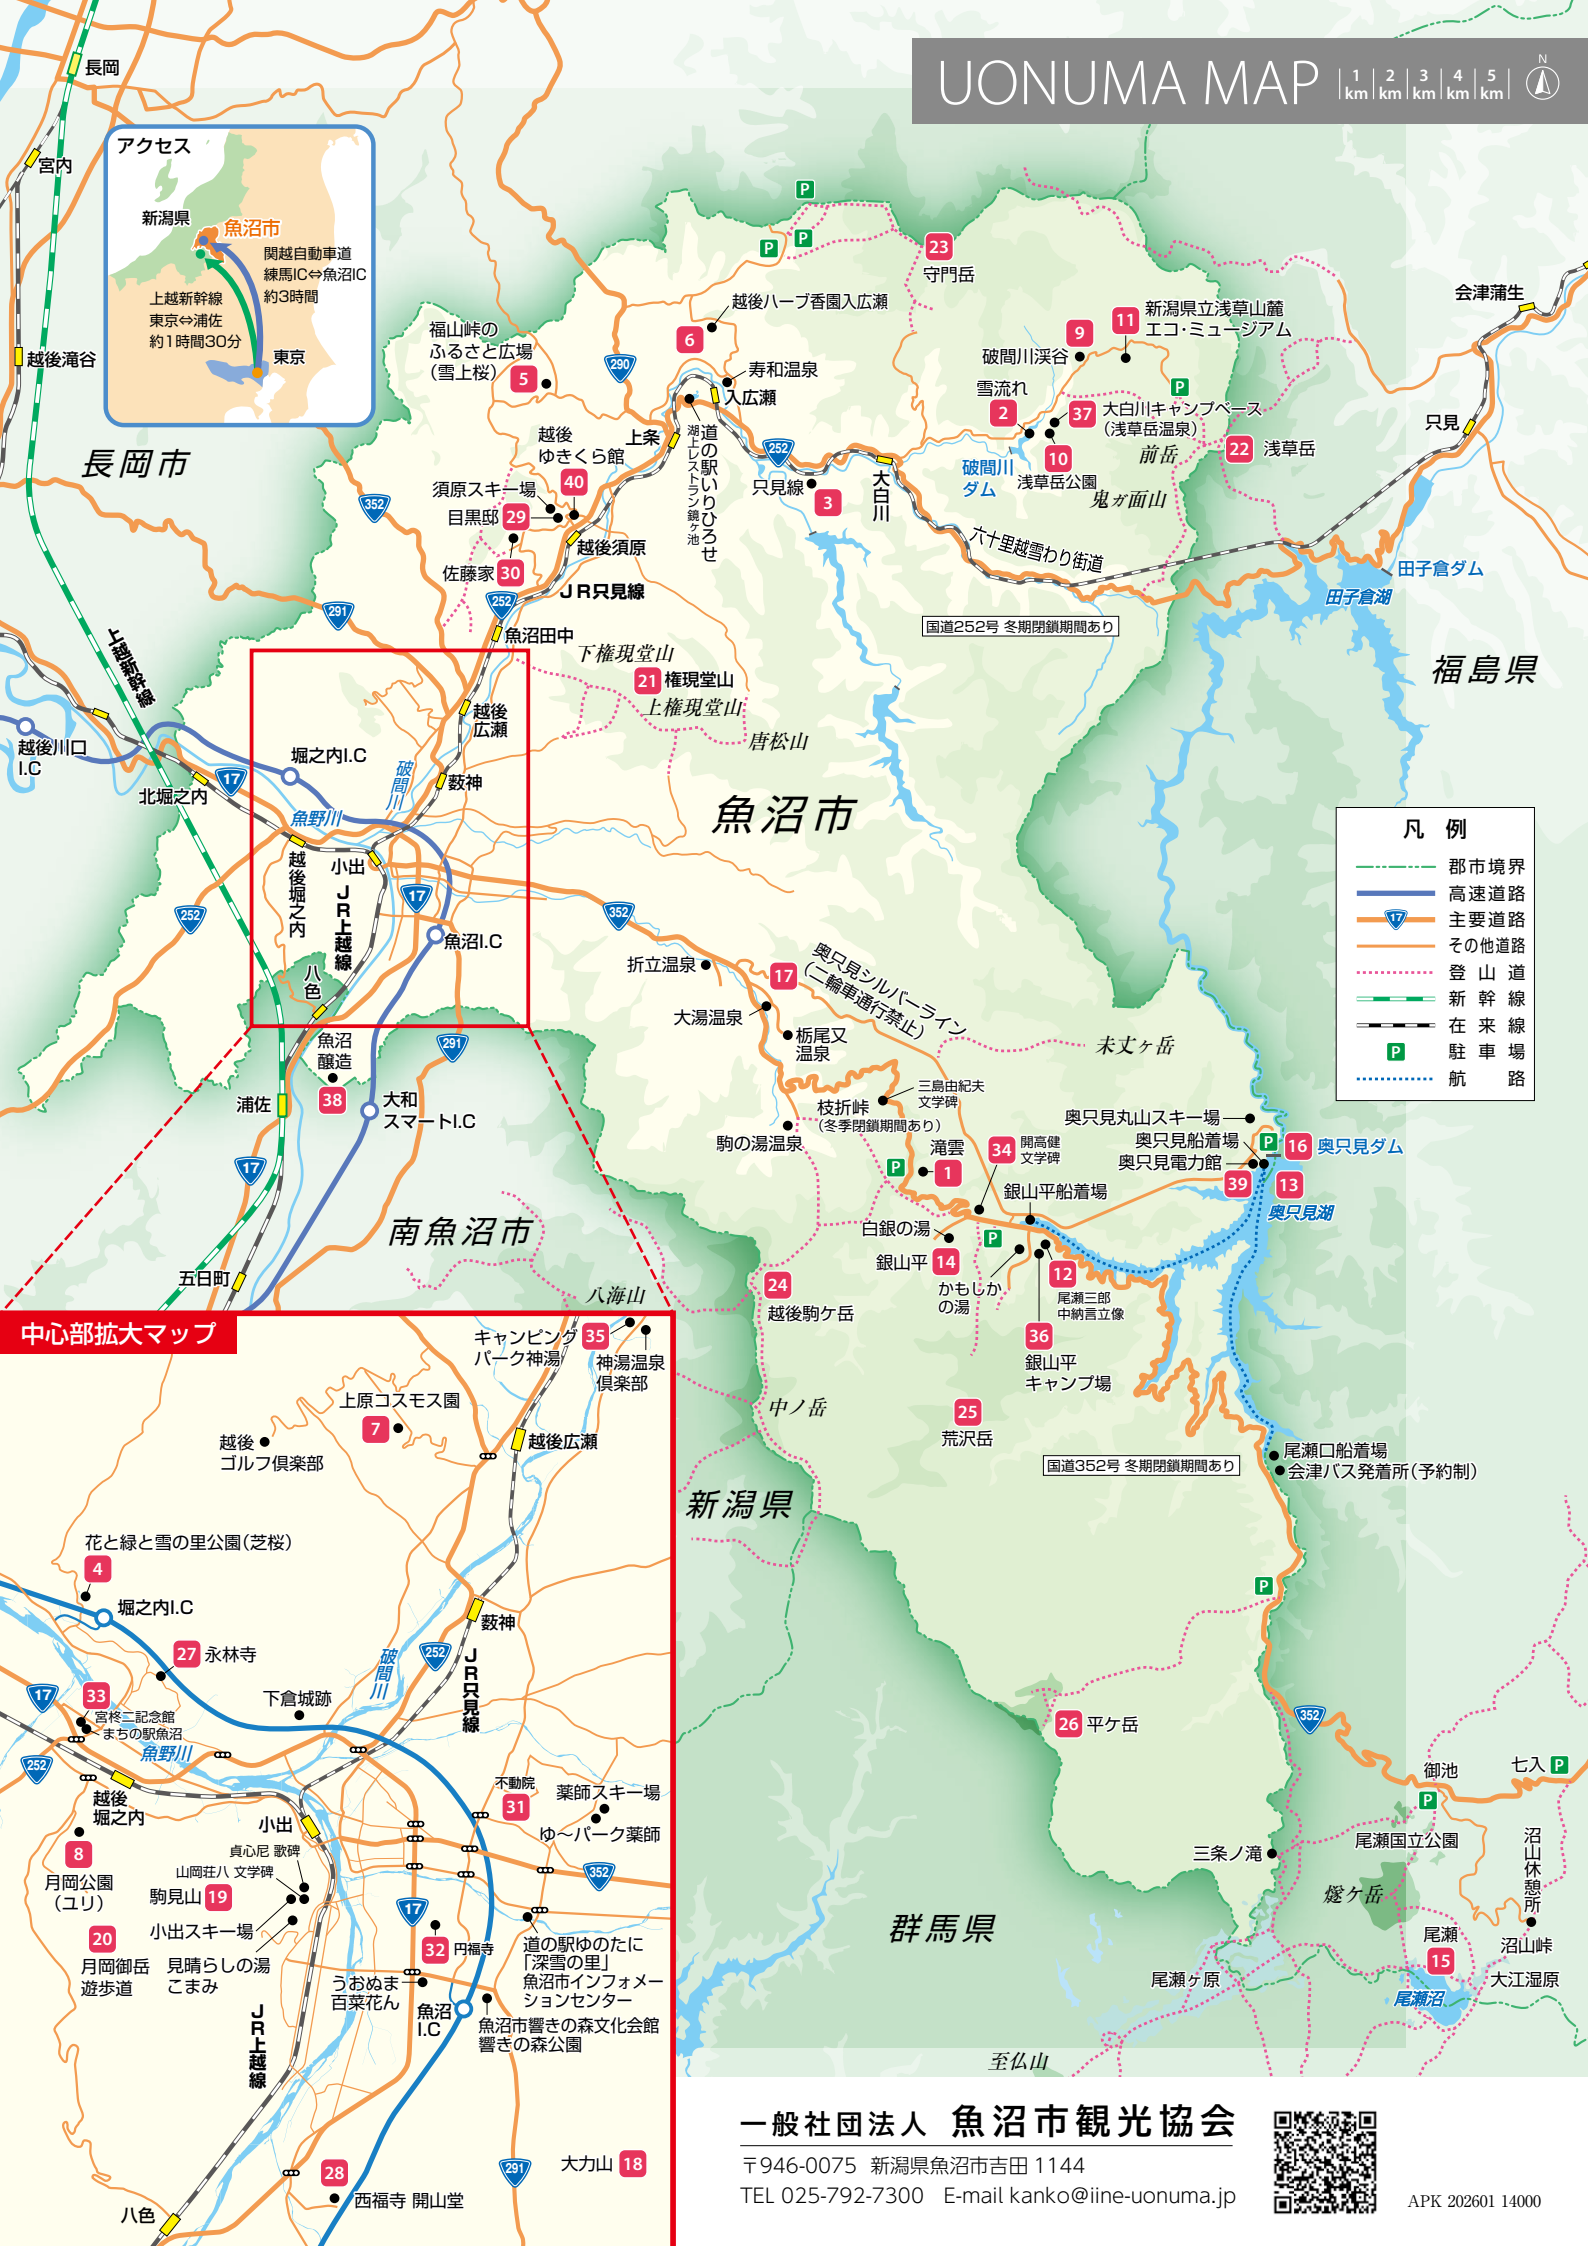 UONUMA MAP
1 km
2 km
3 km
4 km
5 km
N
アクセス
新潟県
魚沼市
関越自動車道
練馬IC⇔魚沼IC
約3時間
上越新幹線
東京⇔浦佐
約1時間30分
東京
長岡
宮内
越後滝谷
長岡市
福山峠の
ふるさと広場
(雪上桜)
5
290
6
越後ハーブ香園入広瀬
寿和温泉
入広瀬
上条
道の駅いりひろせ
湖上レストラン鏡ヶ池
越後
ゆきくら館
40
須原スキー場
目黒邸
29
佐藤家
30
越後須原
JR只見線
252
352
291
252
只見線
3
大白川
P
P
P
23
守門岳
9
破間川渓谷
11
新潟県立浅草山麓
エコ・ミュージアム
雪流れ
2
37
大白川キャンプベース
(浅草岳温泉)
P
破間川
ダム
10
浅草岳公園
前岳
鬼ガ面山
22
浅草岳
六十里越雪わり街道
国道252号 冬期閉鎖期間あり
会津蒲生
只見
田子倉ダム
田子倉湖
福島県
魚沼田中
下権現堂山
21
権現堂山
上権現堂山
唐松山
上越新幹線
越後川口
I.C
北堀之内
17
堀之内I.C
破間川
魚野川
越後
広瀬
薮神
小出
越後堀之内
JR上越線
17
魚沼I.C
252
八色
魚沼市
352
凡 例
郡市境界
高速道路
17
主要道路
その他道路
登山道
新幹線
在来線
P
駐車場
航路
折立温泉
17
奥只見シルバーライン
(二輪車通行禁止)
大湯温泉
栃尾又
温泉
未丈ヶ岳
三島由紀夫
文学碑
枝折峠
(冬季閉鎖期間あり)
駒の湯温泉
P
滝雲
1
34
開高健
文学碑
奥只見丸山スキー場
奥只見船着場
奥只見電力館
P
16
奥只見ダム
39
13
奥只見湖
銀山平船着場
白銀の湯
銀山平
14
P
かもしか
の湯
12
尾瀬三郎
中納言立像
36
銀山平
キャンプ場
魚沼
醸造
38
浦佐
291
大和
スマートI.C
17
五日町
南魚沼市
八海山
24
越後駒ケ岳
中ノ岳
25
荒沢岳
国道352号 冬期閉鎖期間あり
尾瀬口船着場
会津バス発着所(予約制)
新潟県
P
26
平ケ岳
352
御池
P
七入
P
尾瀬国立公園
三条ノ滝
燧ケ岳
沼山休憩所
尾瀬
15
沼山峠
尾瀬ヶ原
尾瀬沼
大江湿原
群馬県
至仏山
中心部拡大マップ
キャンピング
パーク神湯
35
神湯温泉
倶楽部
上原コスモス園
7
越後
ゴルフ倶楽部
越後広瀬
花と緑と雪の里公園(芝桜)
4
堀之内I.C
27
永林寺
薮神
252
破間川
JR只見線
17
33
宮柊二記念館
まちの駅魚沼
下倉城跡
魚野川
252
越後
堀之内
小出
不動院
31
薬師スキー場
ゆ～パーク薬師
8
月岡公園
(ユリ)
貞心尼 歌碑
山岡荘八 文学碑
駒見山
19
小出スキー場
352
17
20
月岡御岳
遊歩道
見晴らしの湯
こまみ
32
円福寺
うおぬま
百菜花ん
道の駅ゆのたに
「深雪の里」
魚沼市インフォメー
ションセンター
魚沼
I.C
魚沼市響きの森文化会館
響きの森公園
JR上越線
28
西福寺 開山堂
291
大力山
18
八色
一般社団法人 魚沼市観光協会
〒946-0075 新潟県魚沼市吉田 1144
TEL 025-792-7300 E-mail kanko@iine-uonuma.jp
APK 202601 14000